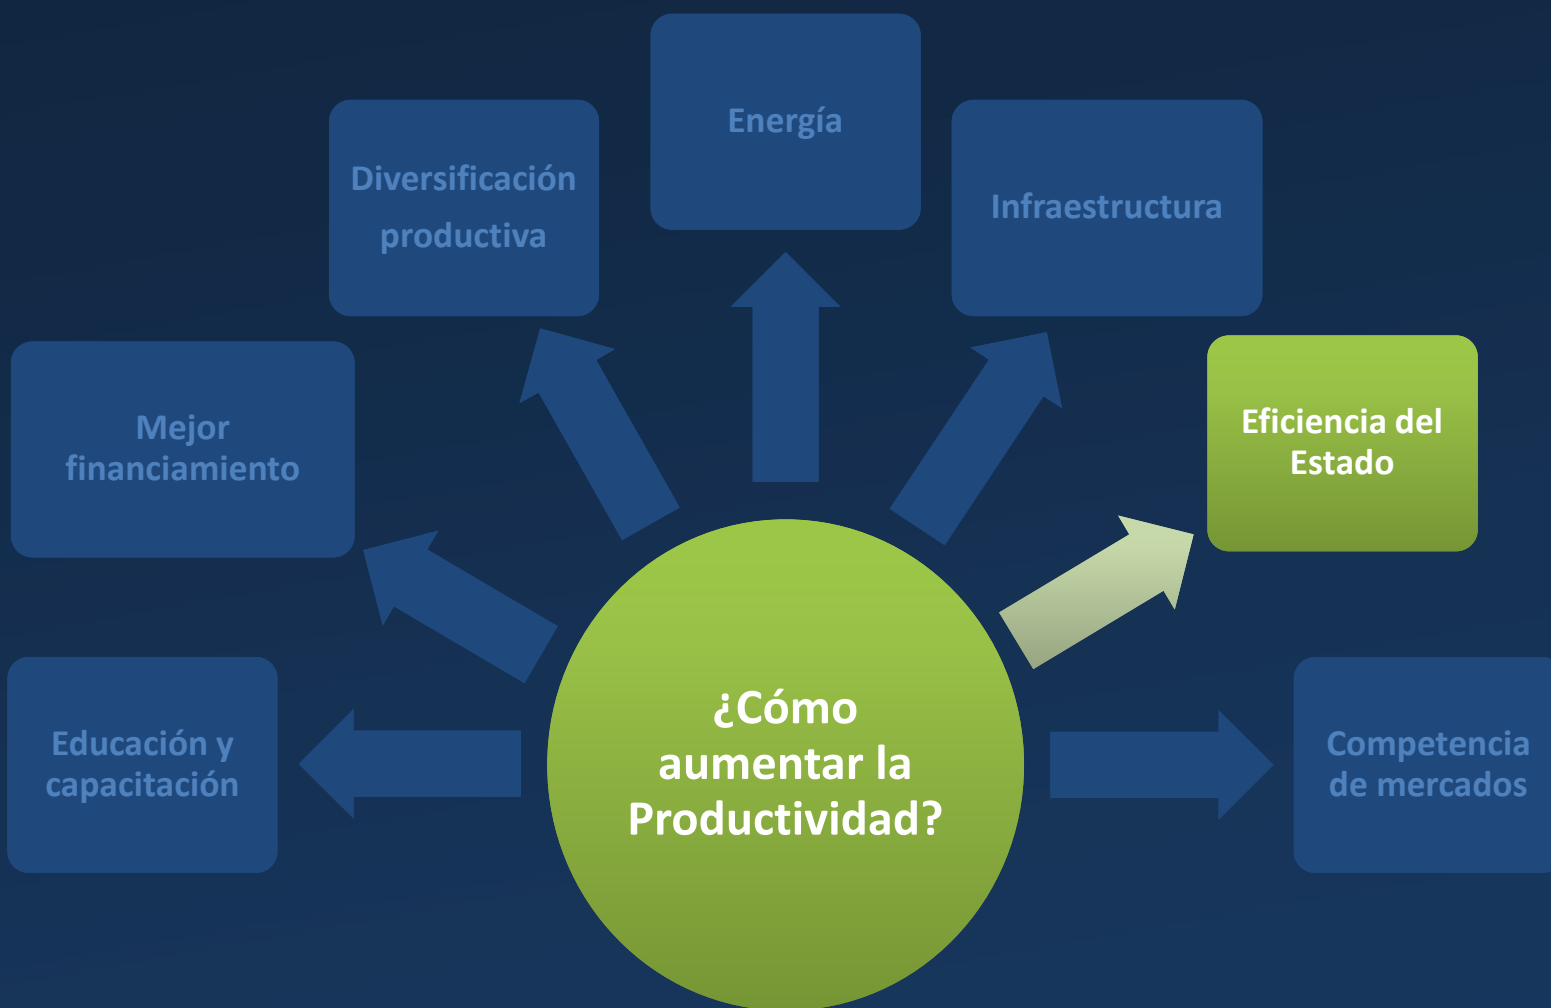 Energía
Diversificación
productiva
Infraestructura
Mejor
financiamiento
Eficiencia del
Estado
Educación y
capacitación
¿Cómo
aumentar la
Productividad?
Competencia
de mercados